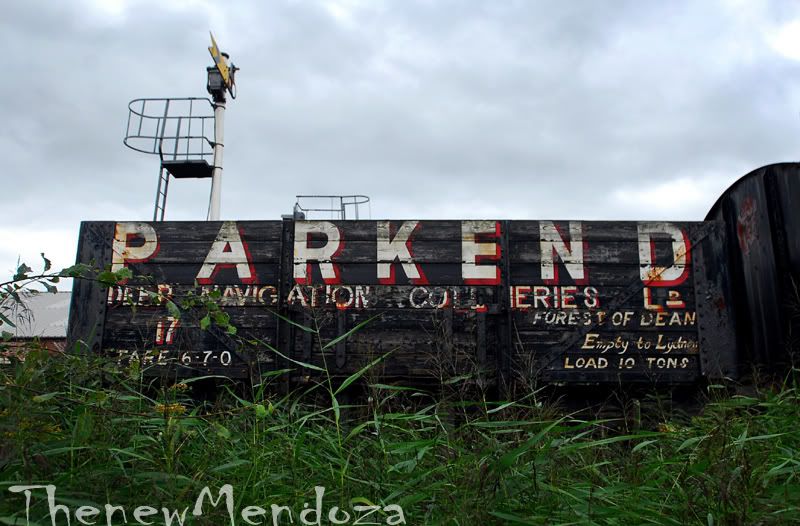 PARKEND
DEEP NAVIGATION COLLIERIES LD
FOREST OF DEAN
17
Empty to Lydney
TARE 6-7-0
LOAD 10 TONS
ThenewMendoza